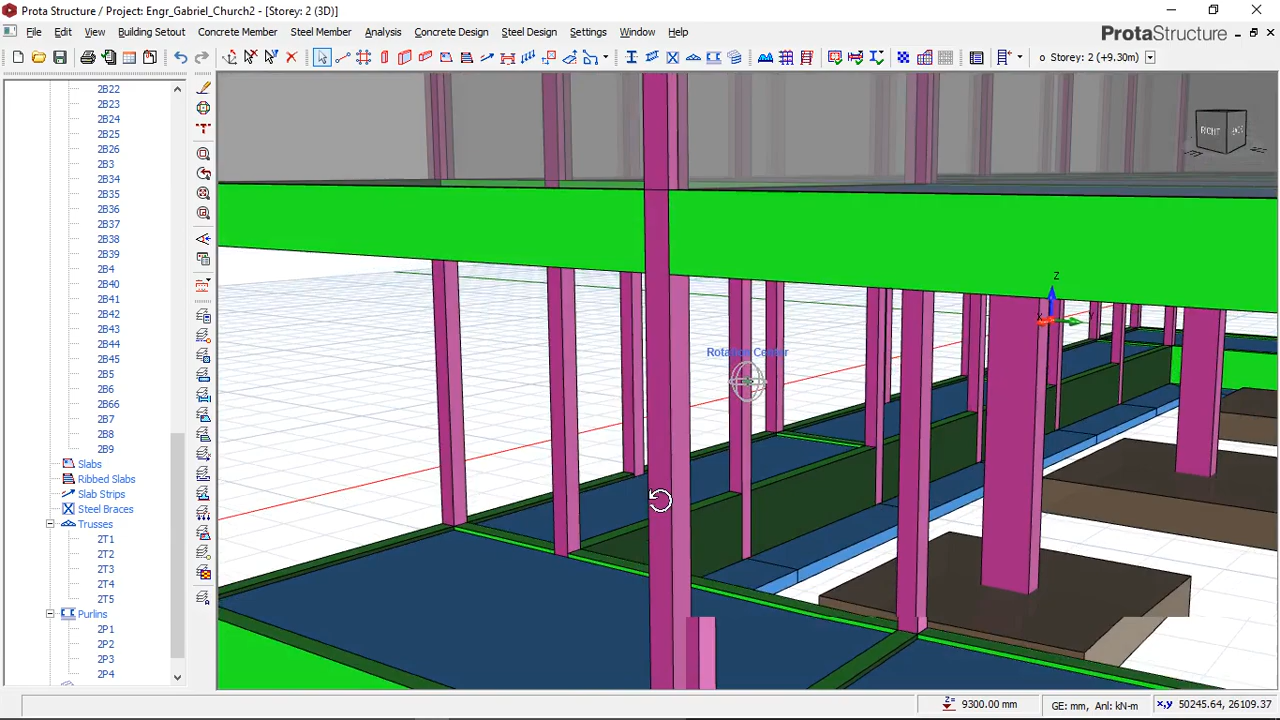 Prota Structure / Project: Engr_Gabriel_Church2 - [Storey: 2 (3D)]
File Edit View Building Setout Concrete Member Steel Member Analysis Concrete Design Steel Design Settings Window Help
ProtaStructure
Storey: 2 (+9.30m)
2B22
2B23
2B24
2B25
2B26
2B3
2B34
2B35
2B36
2B37
2B38
2B39
2B4
2B40
2B41
2B42
2B43
2B44
2B45
2B5
2B6
2B66
2B7
2B8
2B9
Slabs
Ribbed Slabs
Slab Strips
Steel Braces
Trusses
2T1
2T2
2T3
2T4
2T5
Purlins
2P1
2P2
2P3
2P4
RIGHT
Z
X
Rotation Center
Z=
9300.00 mm
GE: mm, Anl: kN-m
x,y 50245.64, 26109.37